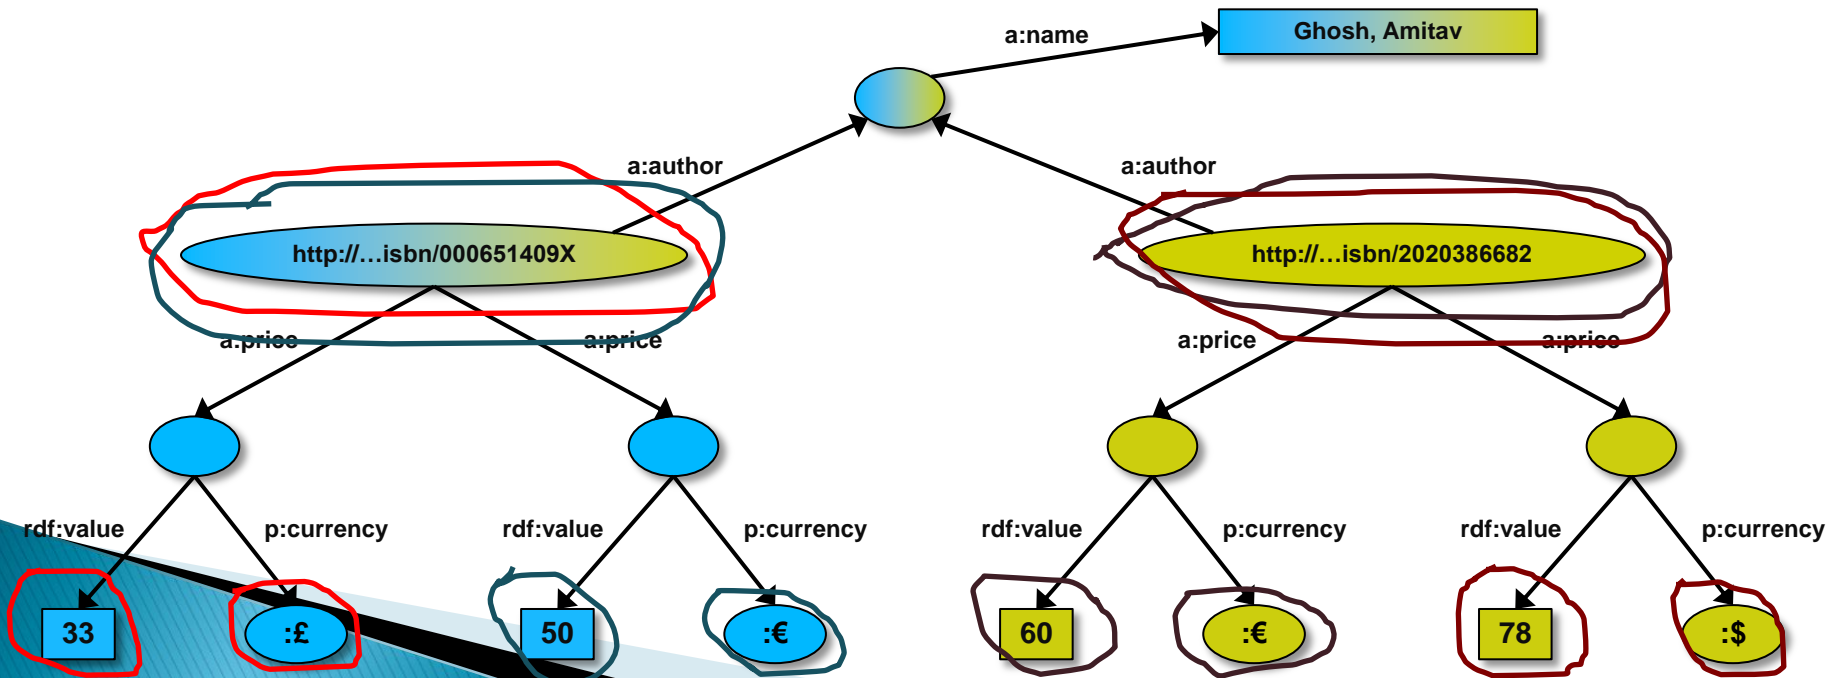 a:name
Ghosh, Amitav
a:author
a:author
http://…isbn/000651409X
http://…isbn/2020386682
a:price
a:price
a:price
a:price
rdf:value
p:currency
rdf:value
p:currency
rdf:value
p:currency
rdf:value
p:currency
33
:£
50
:€
60
:€
78
:$